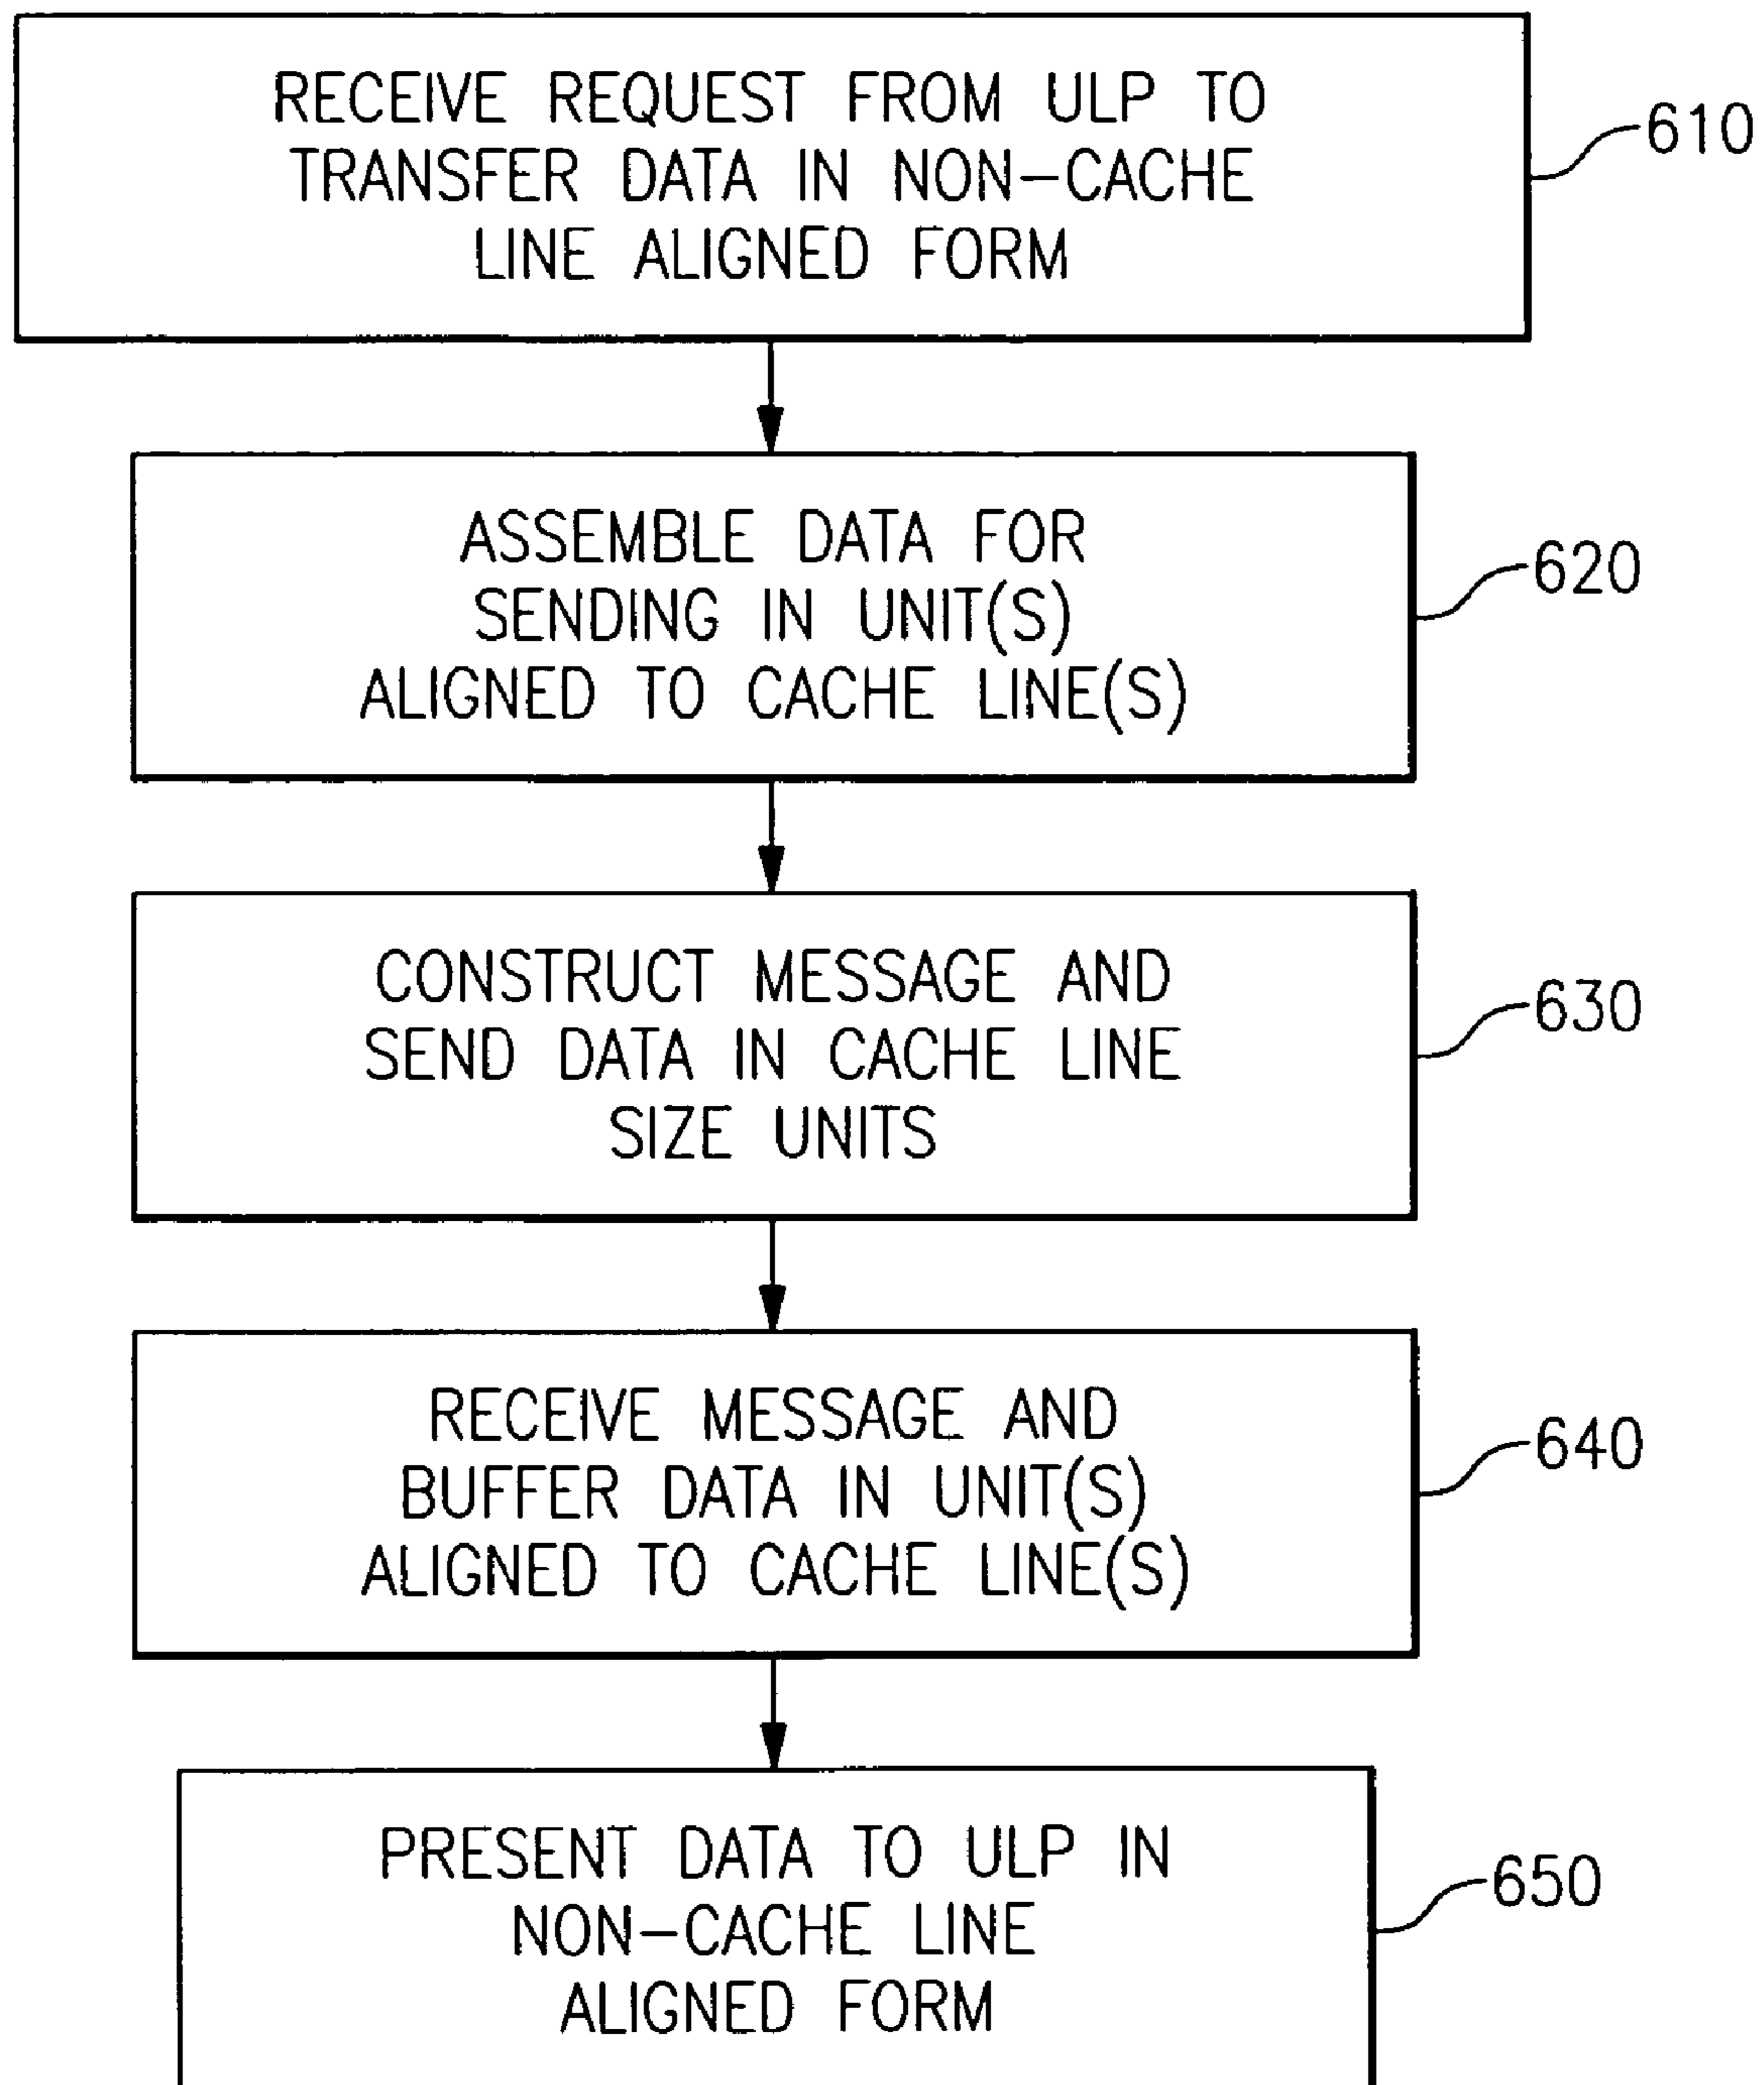 RECEIVE REQUEST FROM ULP TO
TRANSFER DATA IN NON-CACHE
LINE ALIGNED FORM
610
ASSEMBLE DATA FOR
SENDING IN UNIT(S)
ALIGNED TO CACHE LINE(S)
620
CONSTRUCT MESSAGE AND
SEND DATA IN CACHE LINE
SIZE UNITS
630
RECEIVE MESSAGE AND
BUFFER DATA IN UNIT(S)
ALIGNED TO CACHE LINE(S)
640
PRESENT DATA TO ULP IN
NON-CACHE LINE
ALIGNED FORM
650